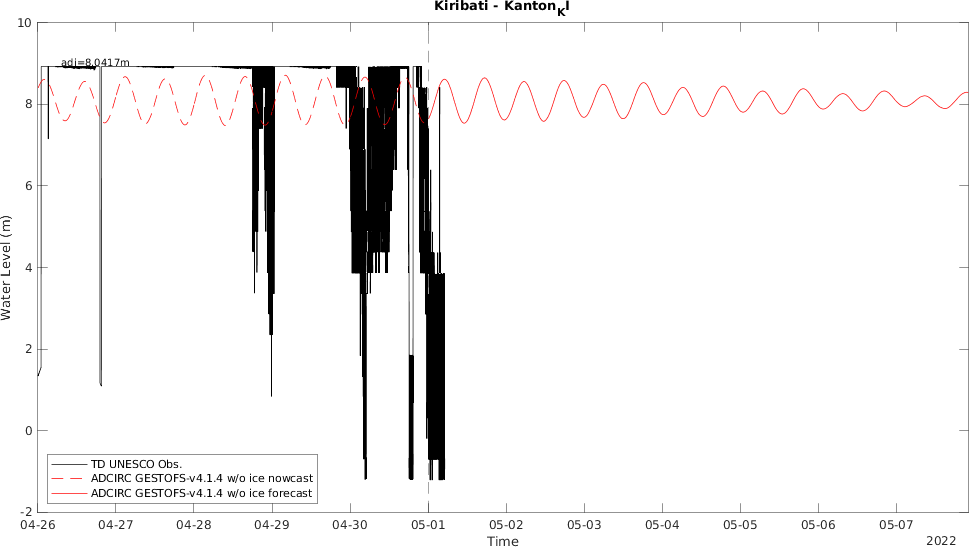 Kiribati - Kanton_KI
adj=8.0417m
10
8
6
4
2
0
-2
Water Level (m)
TD UNESCO Obs.
ADCIRC GESTOFS-v4.1.4 w/o ice nowcast
ADCIRC GESTOFS-v4.1.4 w/o ice forecast
04-26 04-27 04-28 04-29 04-30 05-01 05-02 05-03 05-04 05-05 05-06 05-07
Time
2022